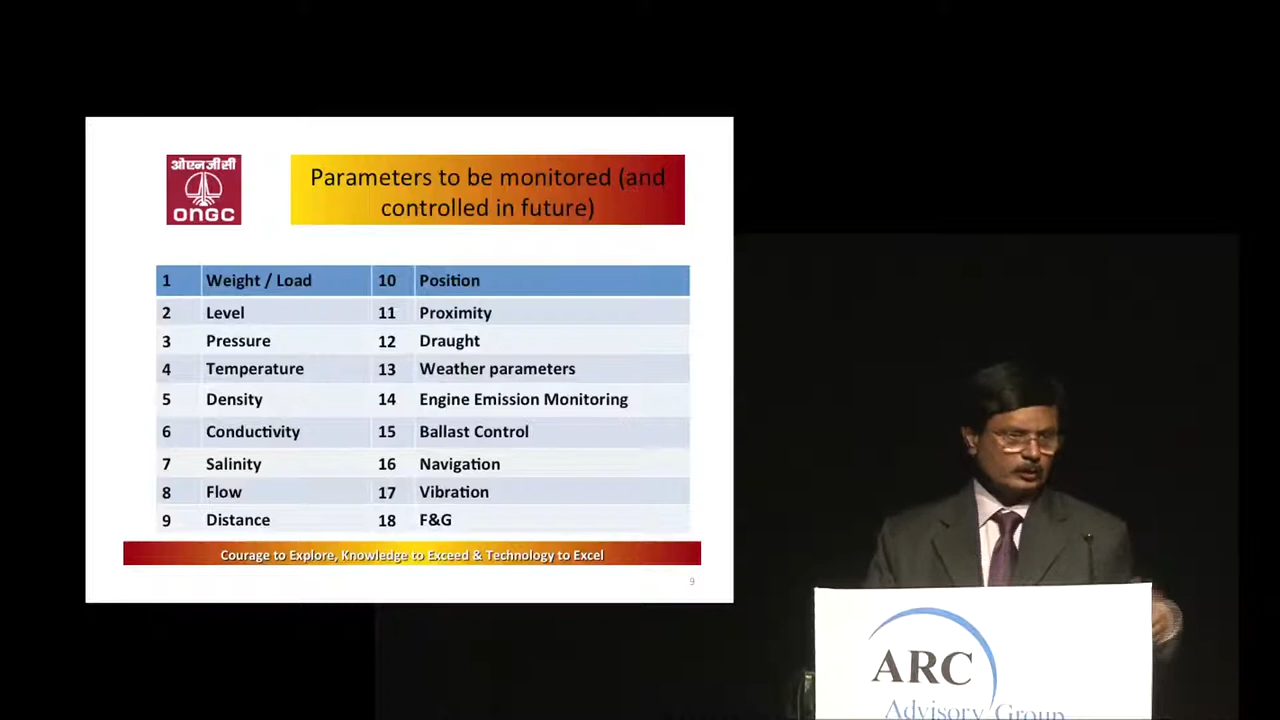 ओएनजीसी
ONGC
Parameters to be monitored (and
controlled in future)
1 Weight / Load 10 Position
2 Level 11 Proximity
3 Pressure 12 Draught
4 Temperature 13 Weather parameters
5 Density 14 Engine Emission Monitoring
6 Conductivity 15 Ballast Control
7 Salinity 16 Navigation
8 Flow 17 Vibration
9 Distance 18 F&G
Courage to Explore, Knowledge to Exceed & Technology to Excel
9
ARC
Advisory Group